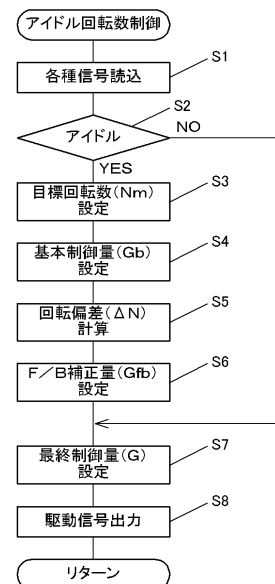 アイドル回転数制御
各種信号読込
S1
アイドル
S2
NO
YES
目標回転数(Nm)
設定
S3
基本制御量(Gb)
設定
S4
回転偏差(ΔN)
計算
S5
F/B補正量(Gfb)
設定
S6
最終制御量(G)
設定
S7
駆動信号出力
S8
リターン